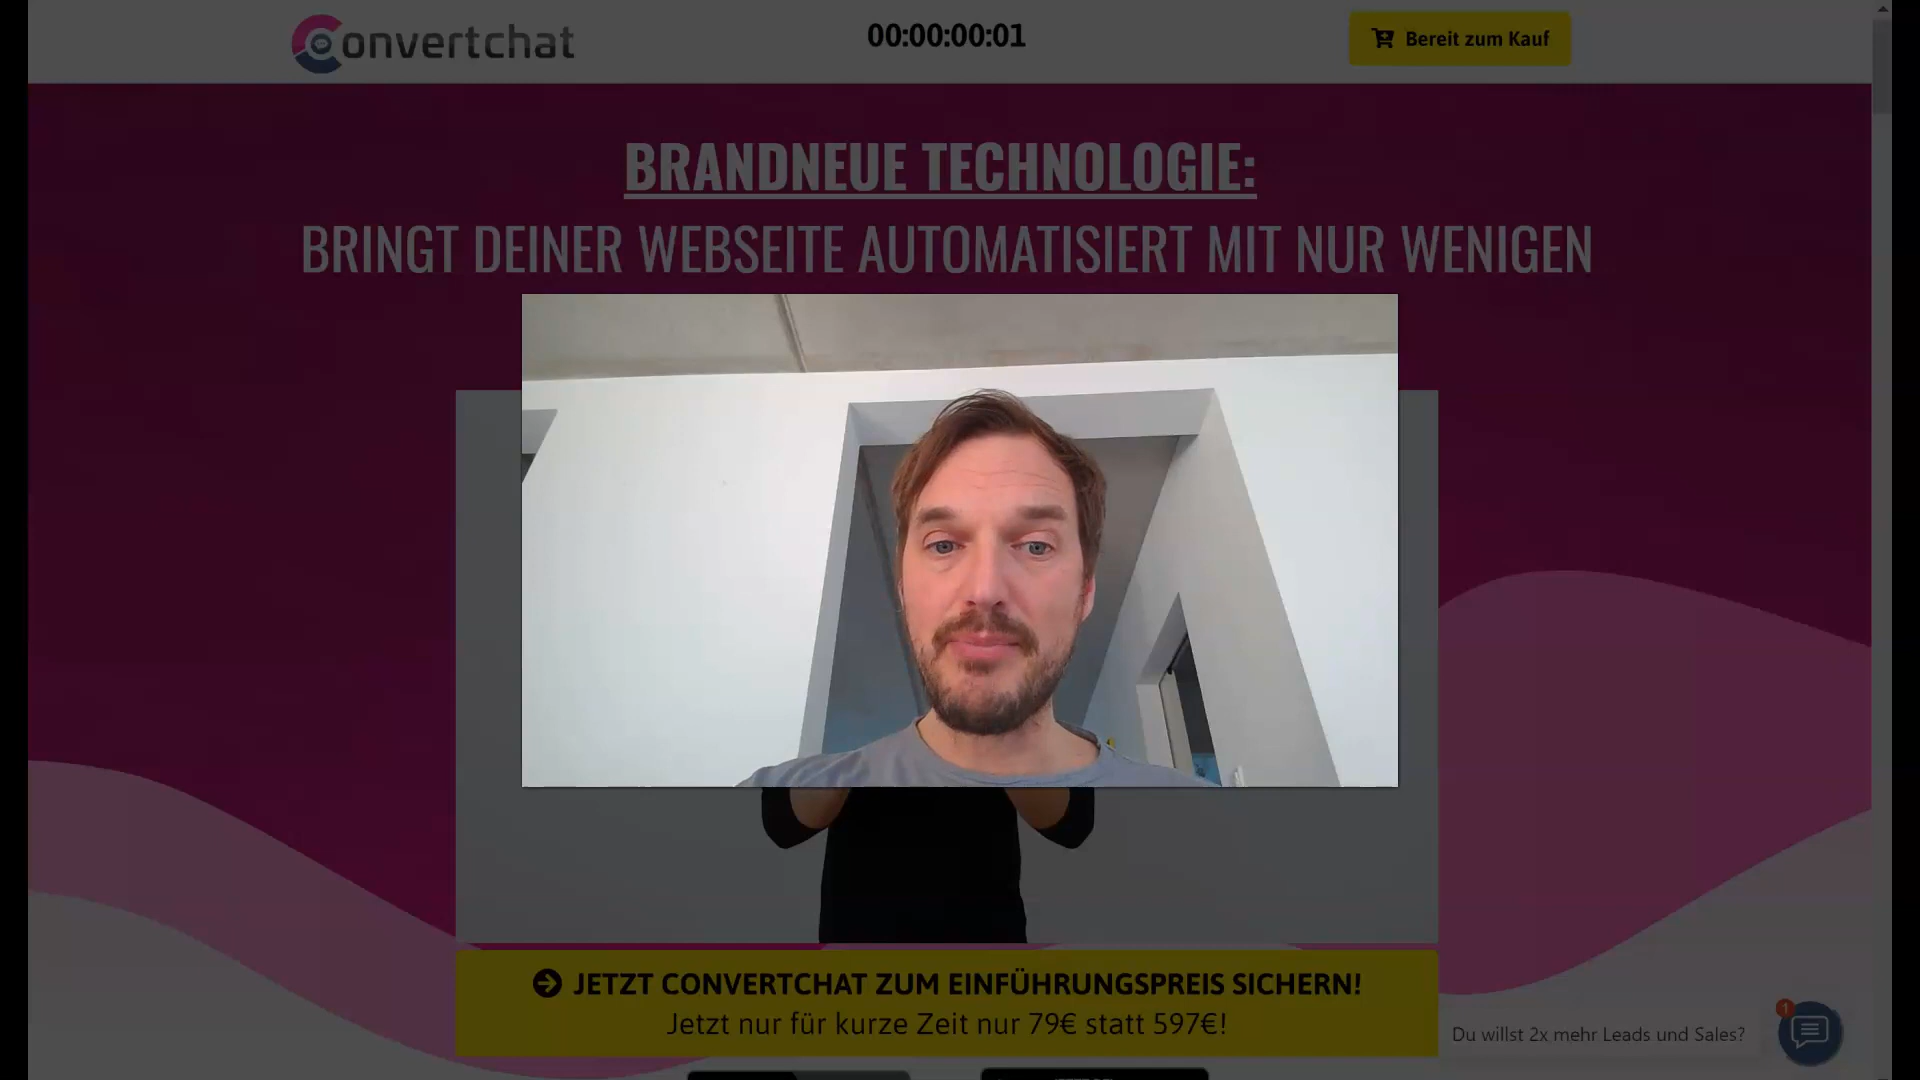 Convertchat
00:00:00:01
Bereit zum Kauf
BRANDNEUE TECHNOLOGIE:
BRINGT DEINER WEBSEITE AUTOMATISIERT MIT NUR WENIGEN
JETZT CONVERTCHAT ZUM EINFÜHRUNGSPREIS SICHERN!
Jetzt nur für kurze Zeit nur 79€ statt 597€!
Du willst 2x mehr Leads und Sales?
1